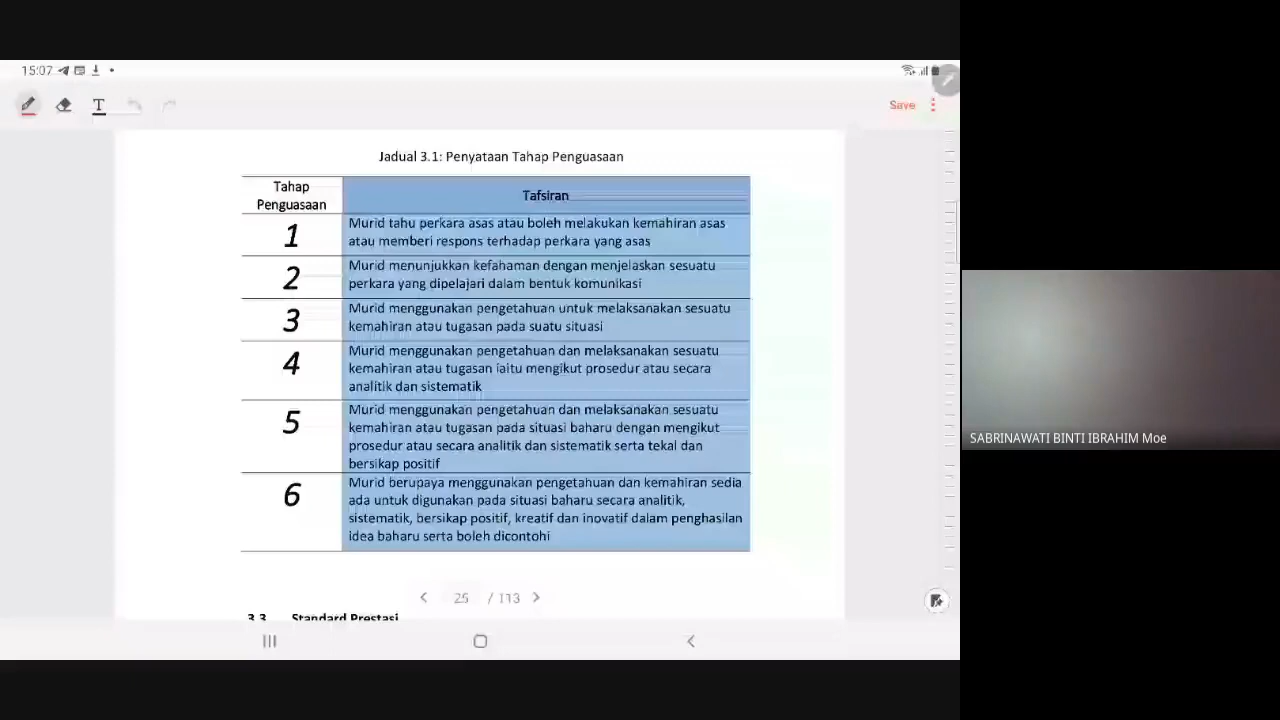 15:07
T
Save
Jadual 3.1: Penyataan Tahap Penguasaan
Tahap
Penguasaan
Tafsiran
1
Murid tahu perkara asas atau boleh melakukan kemahiran asas
atau memberi respons terhadap perkara yang asas
2
Murid menunjukkan kefahaman dengan menjelaskan sesuatu
perkara yang dipelajari dalam bentuk komunikasi
3
Murid menggunakan pengetahuan untuk melaksanakan sesuatu
kemahiran atau tugasan pada suatu situasi
4
Murid menggunakan pengetahuan dan melaksanakan sesuatu
kemahiran atau tugasan iaitu mengikut prosedur atau secara
analitik dan sistematik
5
Murid menggunakan pengetahuan dan melaksanakan sesuatu
kemahiran atau tugasan pada situasi baharu dengan mengikut
prosedur atau secara analitik dan sistematik serta tekal dan
bersikap positif
6
Murid berupaya menggunakan pengetahuan dan kemahiran sedia
ada untuk digunakan pada situasi baharu secara analitik,
sistematik, bersikap positif, kreatif dan inovatif dalam penghasilan
idea baharu serta boleh dicontohi
25 / 113
3.3 Standard Prestasi
SABRINAWATI BINTI IBRAHIM Moe